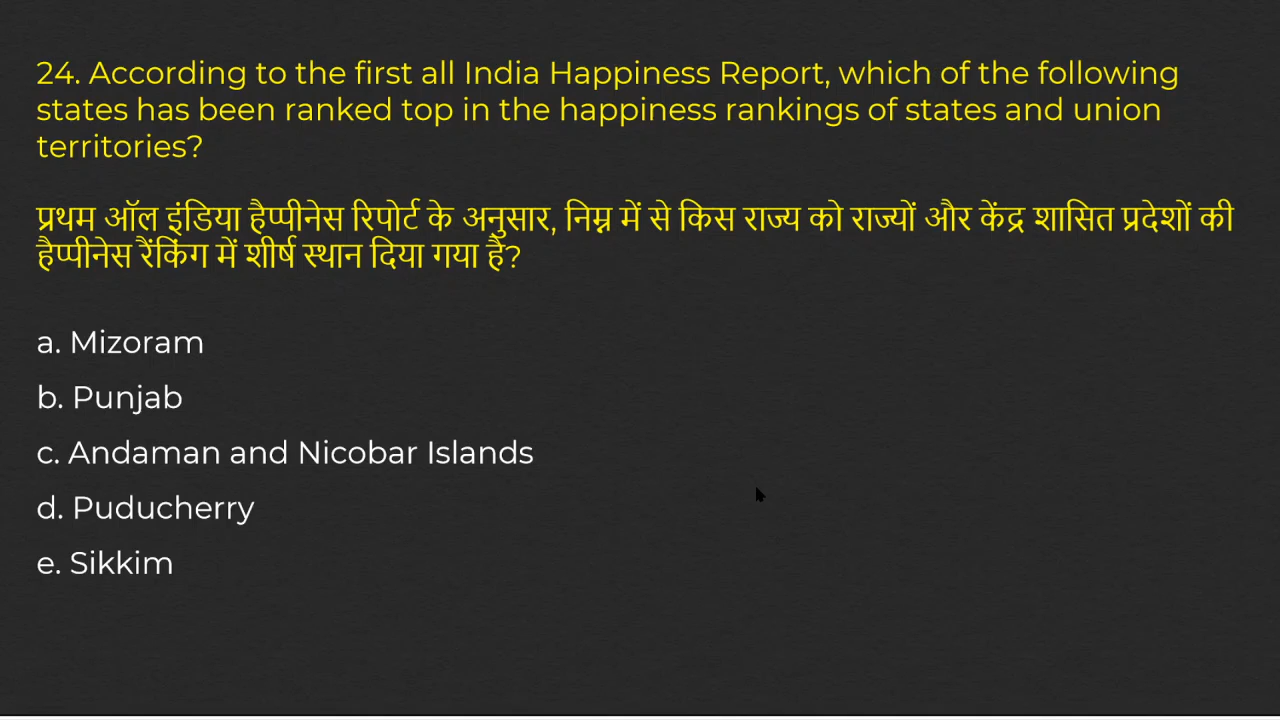 24. According to the first all India Happiness Report, which of the following
states has been ranked top in the happiness rankings of states and union
territories?
प्रथम ऑल इंडिया हैप्पीनेस रिपोर्ट के अनुसार, निम्न में से किस राज्य को राज्यों और केंद्र शासित प्रदेशों की
हैप्पीनेस रैंकिंग में शीर्ष स्थान दिया गया है?
a. Mizoram
b. Punjab
c. Andaman and Nicobar Islands
d. Puducherry
e. Sikkim